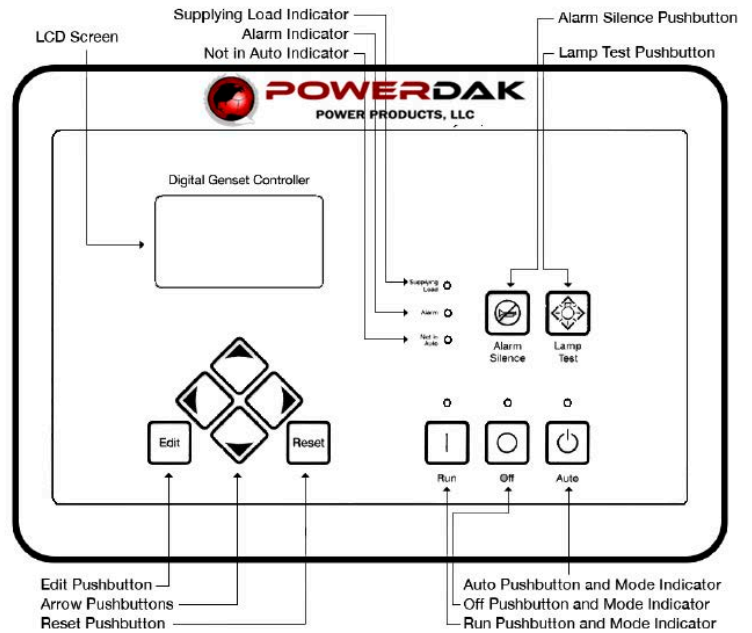 Supplying Load Indicator
Alarm Indicator
Not in Auto Indicator
LCD Screen
Alarm Silence Pushbutton
Lamp Test Pushbutton
POWERDAK
POWER PRODUCTS, LLC
Digital Genset Controller
Supplying
Load
Alarm
Not in
Auto
Alarm
Silence
Lamp
Test
Edit
Reset
Run
Off
Auto
Edit Pushbutton
Arrow Pushbuttons
Reset Pushbutton
Auto Pushbutton and Mode Indicator
Off Pushbutton and Mode Indicator
Run Pushbutton and Mode Indicator